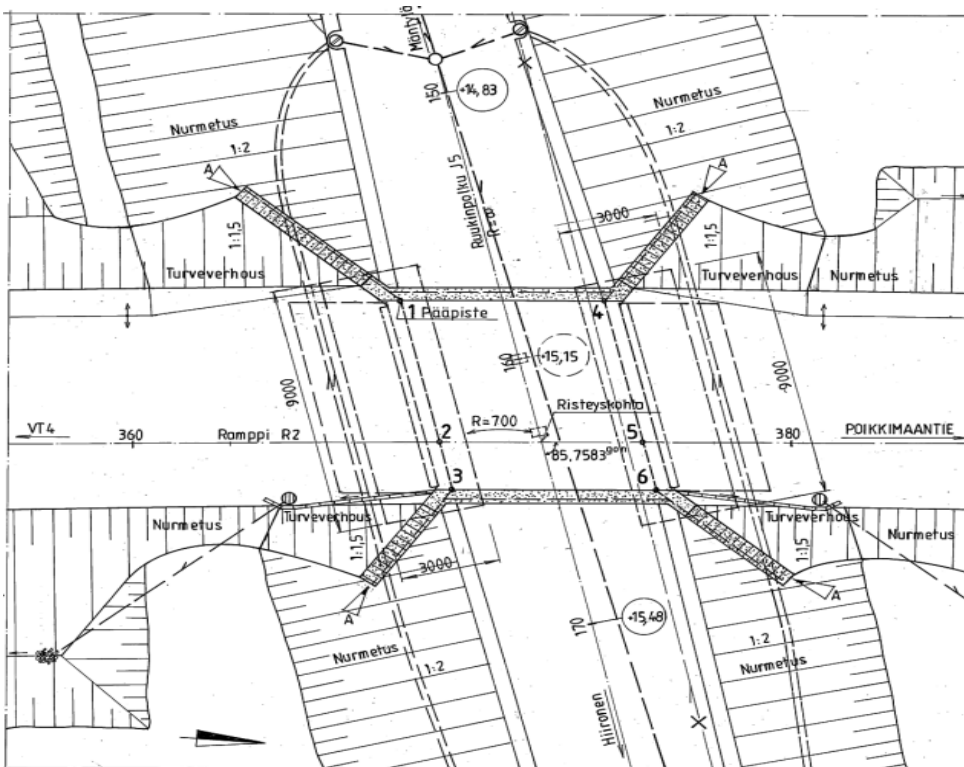 Mäntyla
150
+14,83
Nurmetus
1:2
Nurmetus
1:2
A
A
Ruukinpolku J5
R=∞
3000
1:1,5
1:1,5
Turveverhous
Turveverhous
Nurmetus
1 Pääpiste
4
160
+15,15
9000
9000
Risteyskohta
VT4
360
Ramppi R2
2
R=700
5
380
POIKKIMAANTIE
85,7583 gon
3
6
Nurmetus
Turveverhous
1:1,5
Turveverhous
1:1,5
Nurmetus
3000
A
A
170
+15,48
Nurmetus
1:2
1:2
Nurmetus
Hiironen